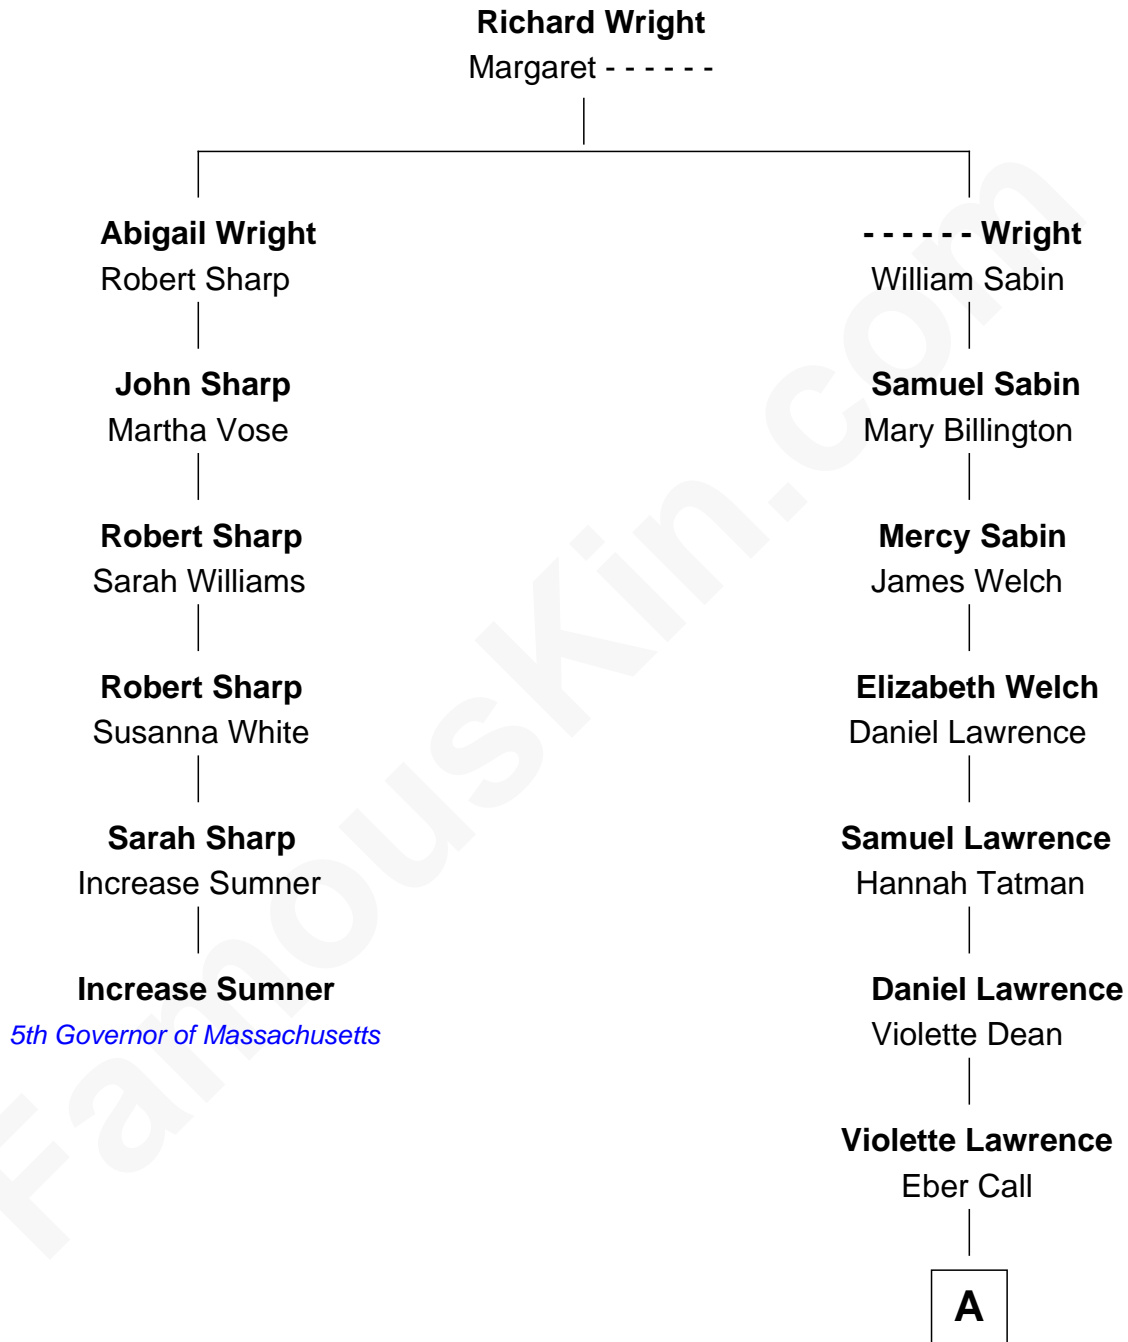 Richard Wright
Margaret - - - - - -
Abigail Wright
Robert Sharp
- - - - - - Wright
William Sabin
John Sharp
Martha Vose
Samuel Sabin
Mary Billington
Robert Sharp
Sarah Williams
Mercy Sabin
James Welch
Robert Sharp
Susanna White
Elizabeth Welch
Daniel Lawrence
Sarah Sharp
Increase Sumner
Samuel Lawrence
Hannah Tatman
Increase Sumner
5th Governor of Massachusetts
Daniel Lawrence
Violette Dean
Violette Lawrence
Eber Call
A
FamousKin.com